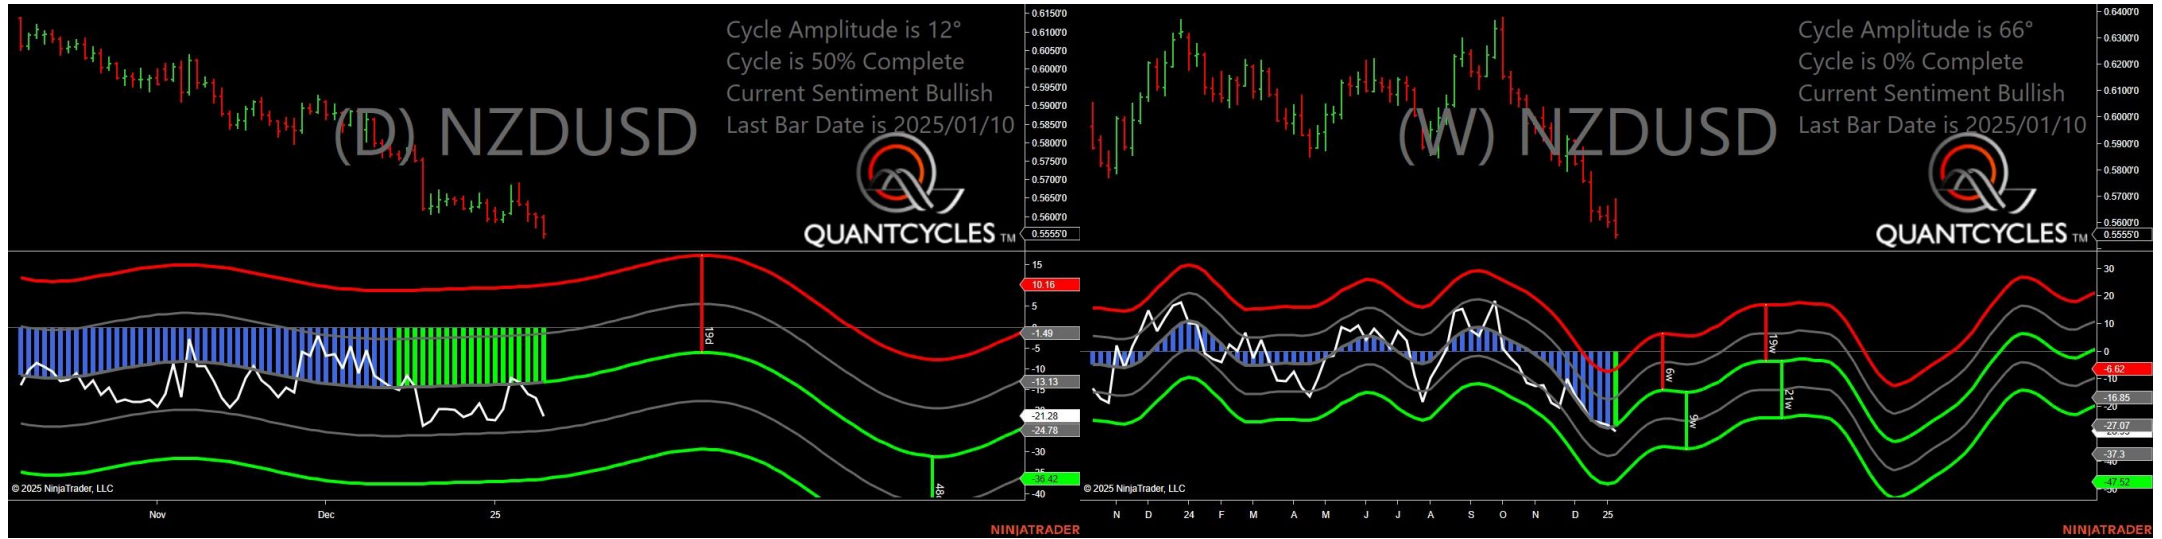 Cycle Amplitude is 12°
Cycle is 50% Complete
Current Sentiment Bullish
Last Bar Date is 2025/01/10
(D) NZDUSD
QUANTCYCLES TM
0.6150'0
0.6100'0
0.6050'0
0.6000'0
0.5950'0
0.5900'0
0.5850'0
0.5800'0
0.5750'0
0.5700'0
0.5650'0
0.5600'0
0.5555'0
15
10.16
5
-1.49
-5
-10
-13.13
-15
-21.28
-24.78
-30
-36.42
-40
19d
© 2025 NinjaTrader, LLC
Nov Dec 25
NINJATRADER
Cycle Amplitude is 66°
Cycle is 0% Complete
Current Sentiment Bullish
Last Bar Date is 2025/01/10
(W) NZDUSD
QUANTCYCLES TM
0.6400'0
0.6300'0
0.6200'0
0.6100'0
0.6000'0
0.5900'0
0.5800'0
0.5700'0
0.5600'0
0.5555'0
30
20
10
0
-6.62
-10
-16.85
-20
-27.07
-37.3
-40
-47.52
6w
9w
19w
21w
© 2025 NinjaTrader, LLC
N D 24 F M A M J J A S O N D 25
NINJATRADER